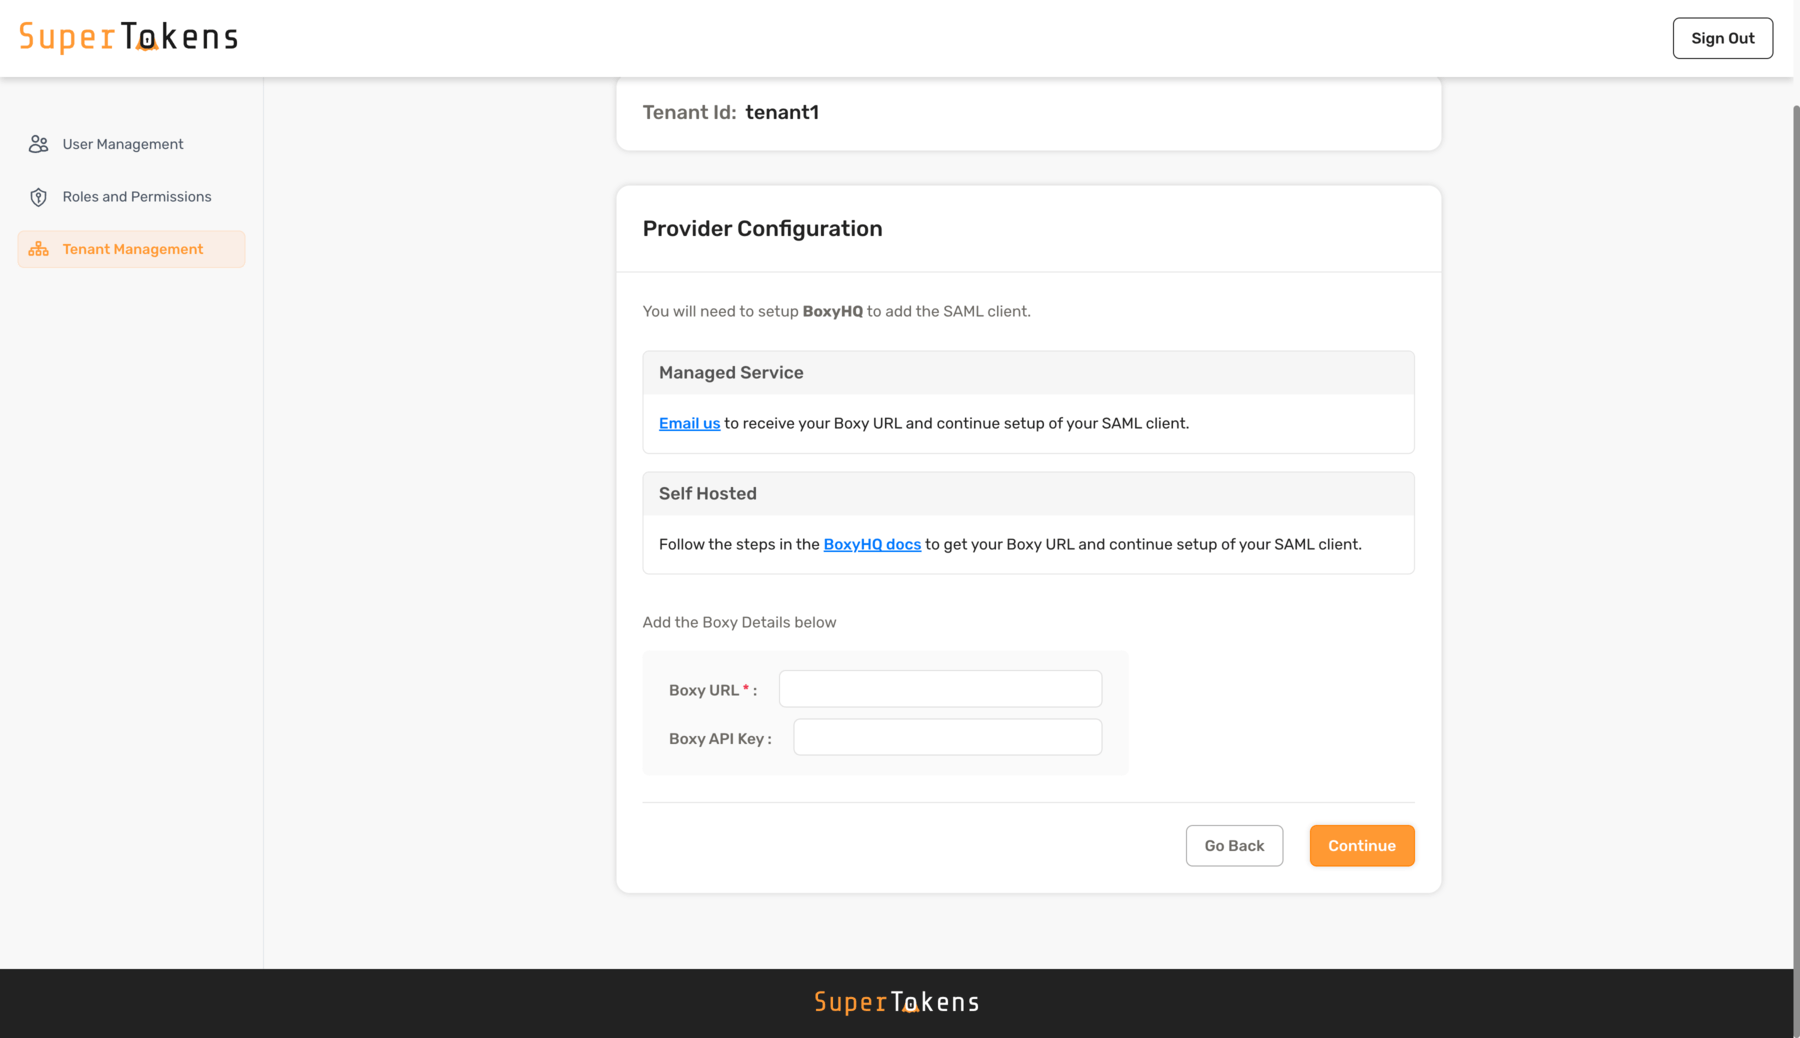 SuperTokens
Sign Out
Tenant Id: tenant1
User Management
Roles and Permissions
Tenant Management
Provider Configuration
You will need to setup BoxyHQ to add the SAML client.
Managed Service
Email us to receive your Boxy URL and continue setup of your SAML client.
Self Hosted
Follow the steps in the BoxyHQ docs to get your Boxy URL and continue setup of your SAML client.
Add the Boxy Details below
Boxy URL * :
Boxy API Key :
Go Back
Continue
SuperTokens